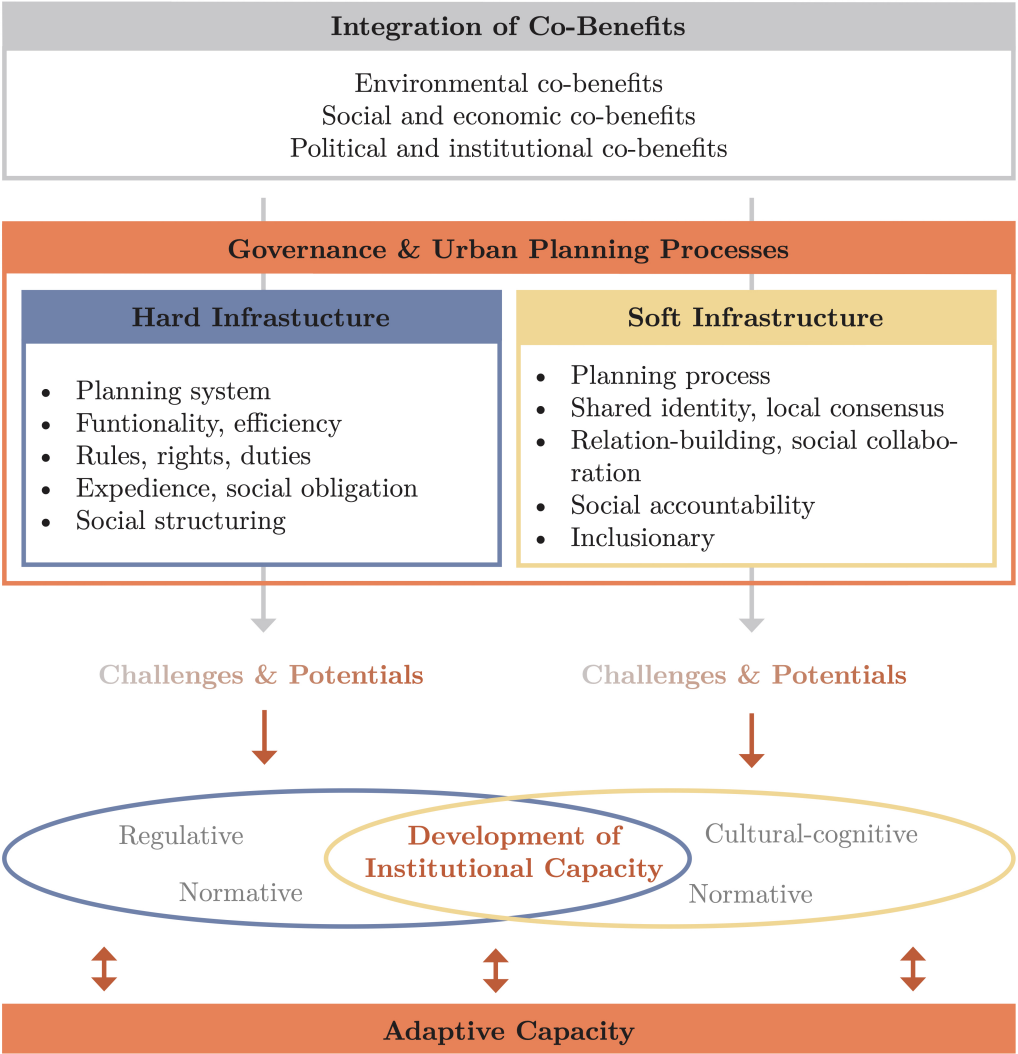 Integration of Co-Benefits
Environmental co-benefits
Social and economic co-benefits
Political and institutional co-benefits
Governance & Urban Planning Processes
Hard Infrastucture
• Planning system
• Funtionality, efficiency
• Rules, rights, duties
• Expedience, social obligation
• Social structuring
Soft Infrastructure
• Planning process
• Shared identity, local consensus
• Relation-building, social collabo-
ration
• Social accountability
• Inclusionary
Challenges & Potentials
Challenges & Potentials
Regulative
Normative
Development of
Institutional Capacity
Cultural-cognitive
Normative
Adaptive Capacity